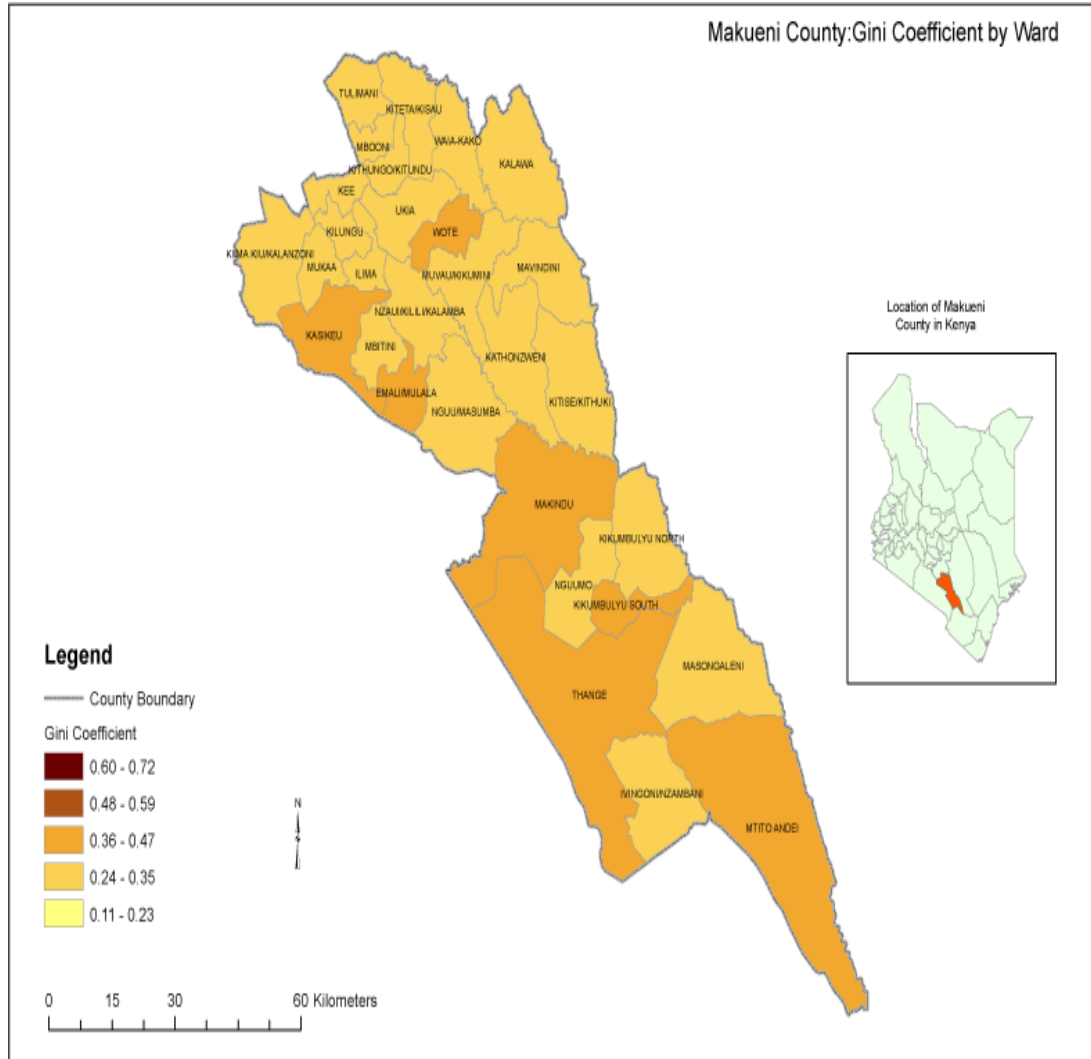 Makueni County:Gini Coefficient by Ward
TULIMANI
KITETA/KISAU
MBOONI
WAIA-KAKO
KALAWA
KITHUNGO/KITUNDU
KEE
UKIA
KILUNGU
WOTE
KIIMA KIU/KALANZONI
MUKAA
ILIMA
MUVAU/KIKUMINI
MAVINDINI
NZAUI/KILILI/KALAMBA
KASIKEU
MBITINI
KATHONZWENI
EMALI/MULALA
NGUU/MASUMBA
KITISE/KITHUKI
MAKINDU
KIKUMBULYU NORTH
NGUUMO
KIKUMBULYU SOUTH
MASONGALENI
THANGE
IVINGONI/NZAMBANI
MTITO ANDEI
Location of Makueni
County in Kenya
Legend
County Boundary
Gini Coefficient
0.60 - 0.72
0.48 - 0.59
0.36 - 0.47
0.24 - 0.35
0.11 - 0.23
N
0 15 30 60 Kilometers